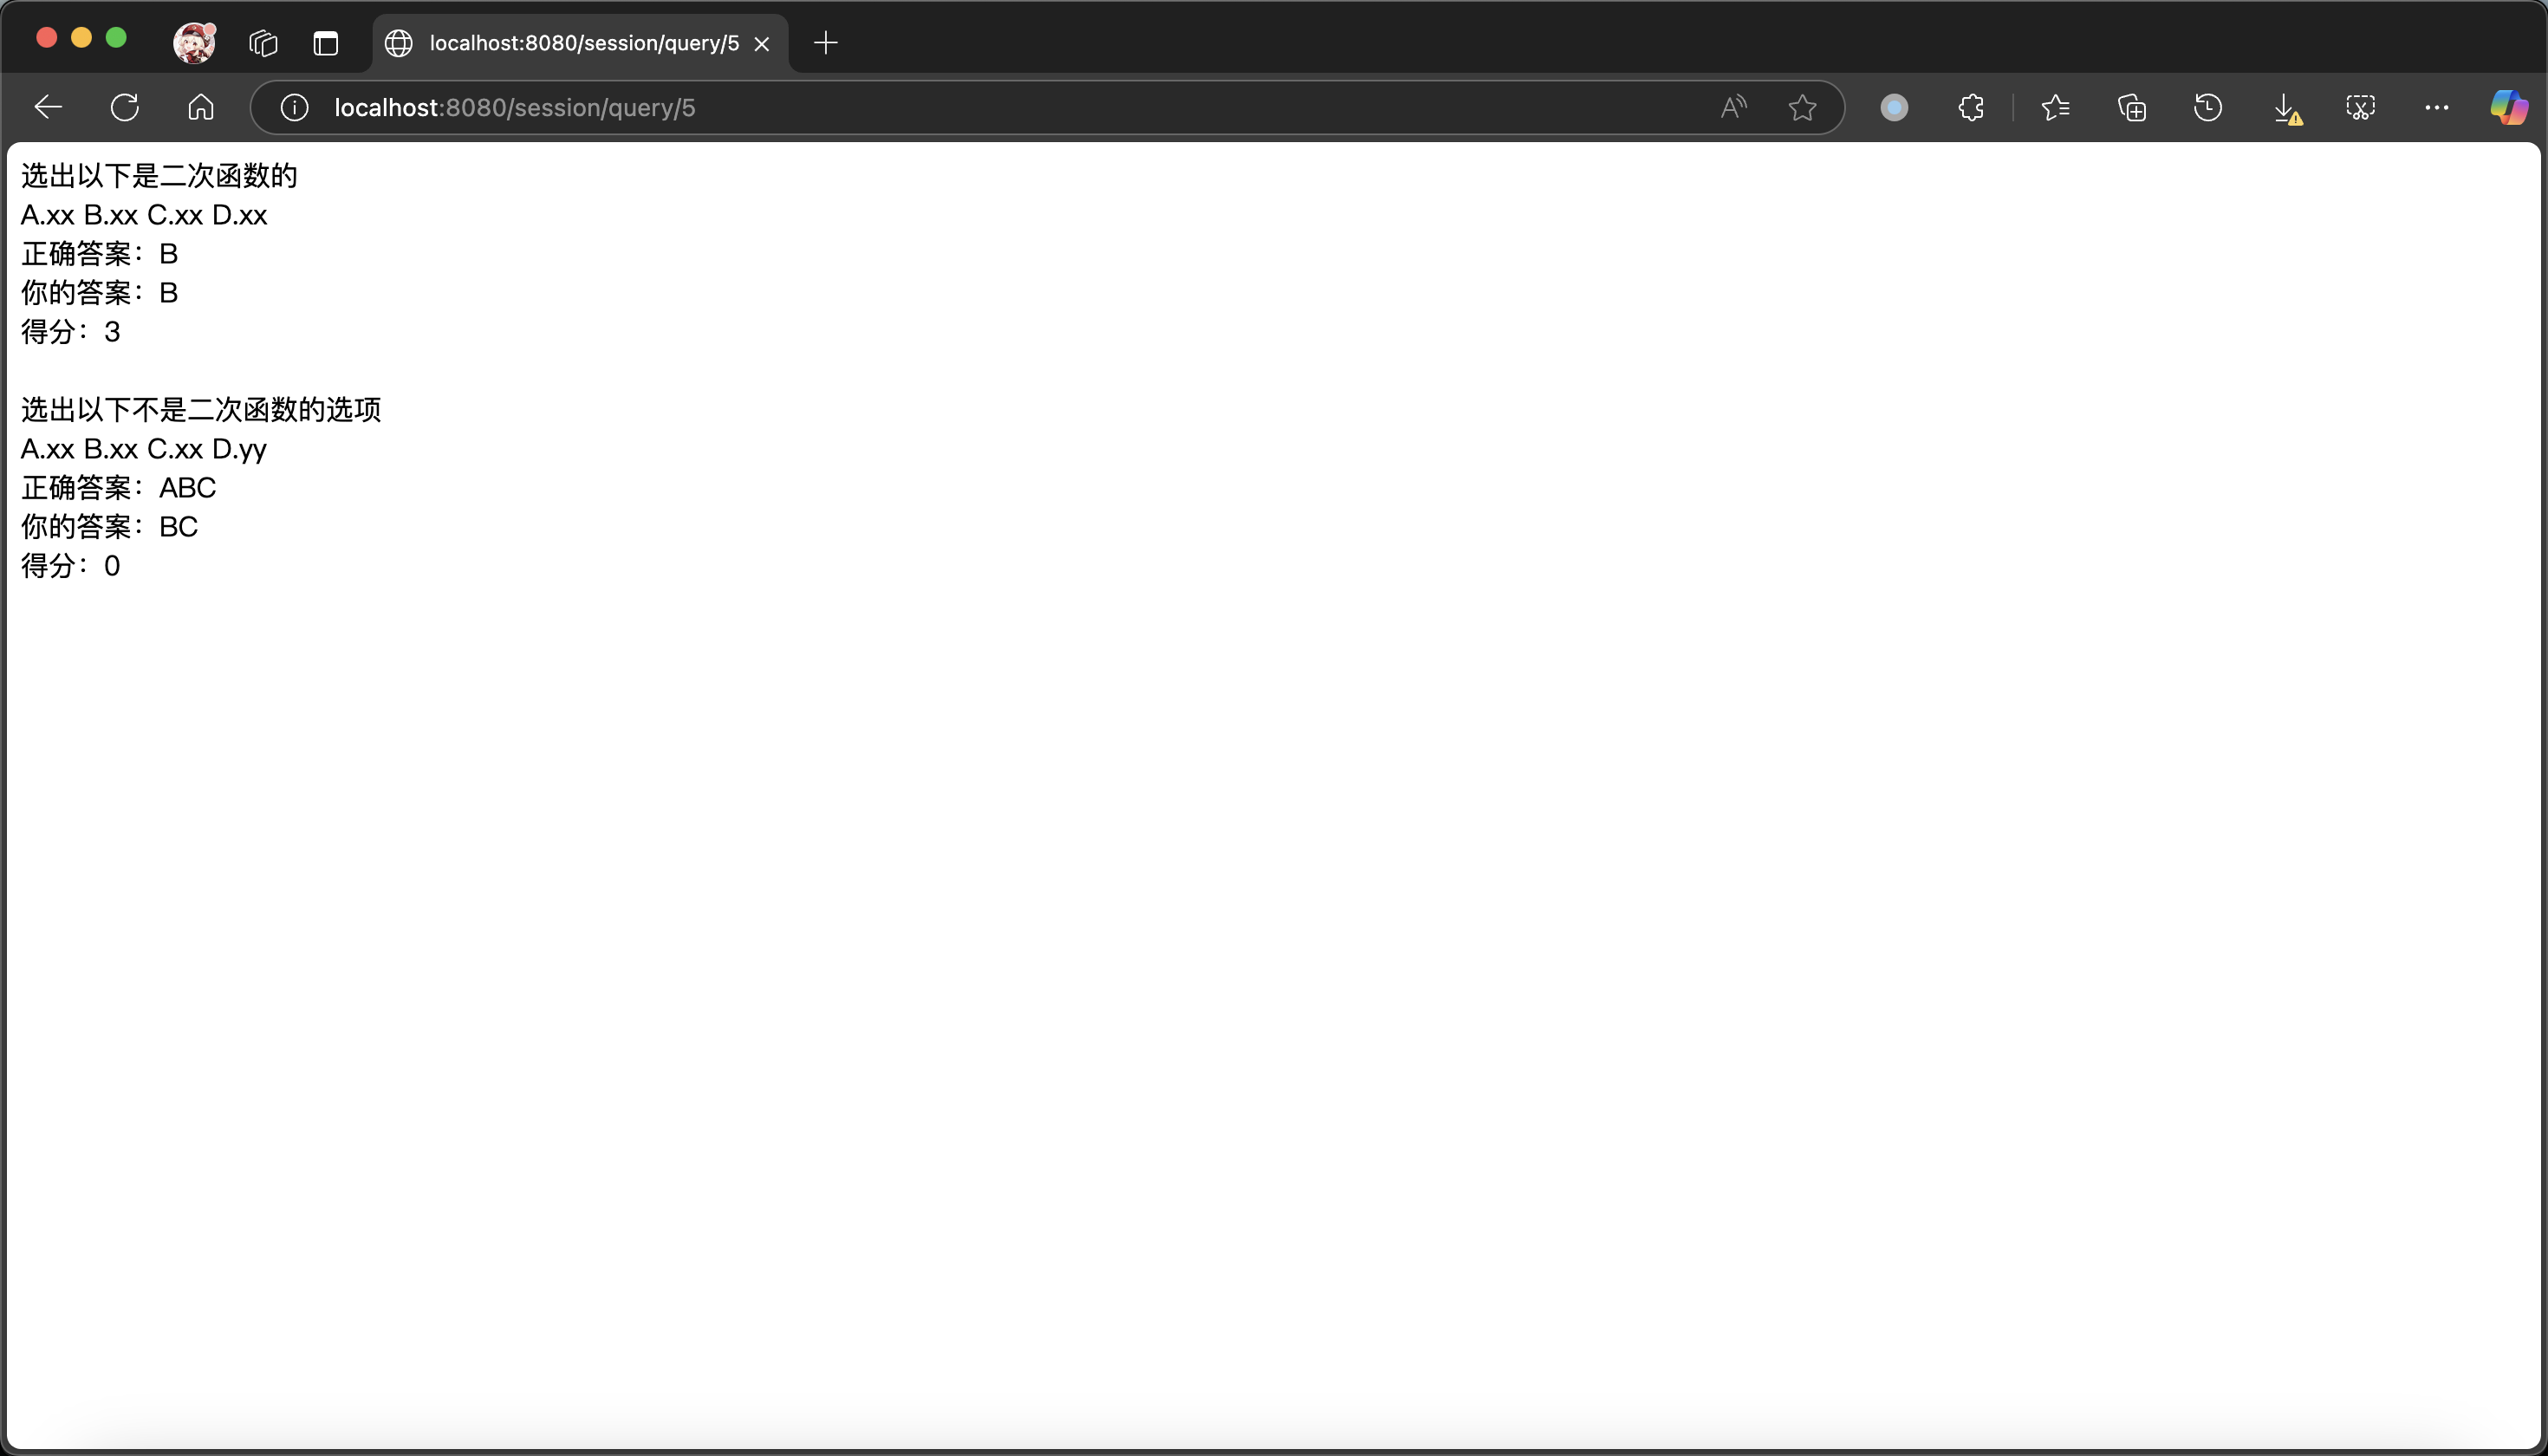 localhost:8080/session/query/5
localhost:8080/session/query/5
选出以下是二次函数的
A.xx B.xx C.xx D.xx
正确答案：B
你的答案：B
得分：3
选出以下不是二次函数的选项
A.xx B.xx C.xx D.yy
正确答案：ABC
你的答案：BC
得分：0